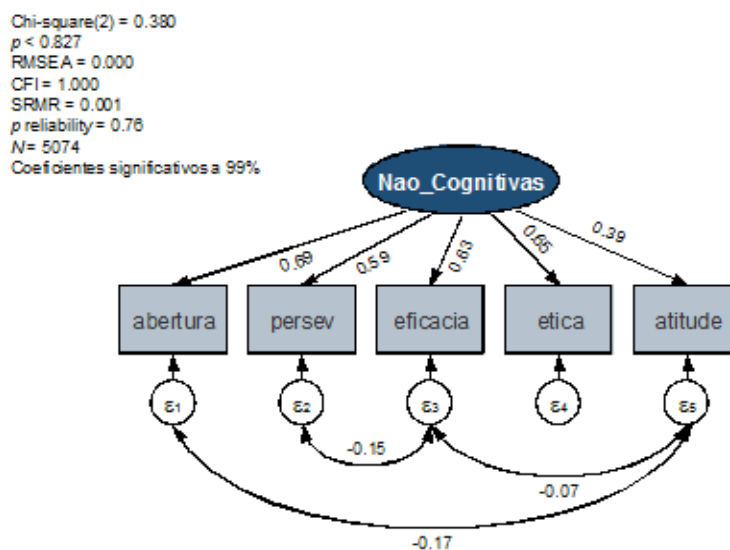 Chi-square(2) = 0.380
p < 0.827
RMSEA = 0.000
CFI = 1.000
SRMR = 0.001
p reliability = 0.76
N = 5074
Coeficientes significativos a 99%
Nao_Cognitivas
0.69
0.59
0.63
0.65
0.39
abertura
persev
eficacia
etica
atitude
ε1
ε2
ε3
ε4
ε5
-0.15
-0.07
-0.17